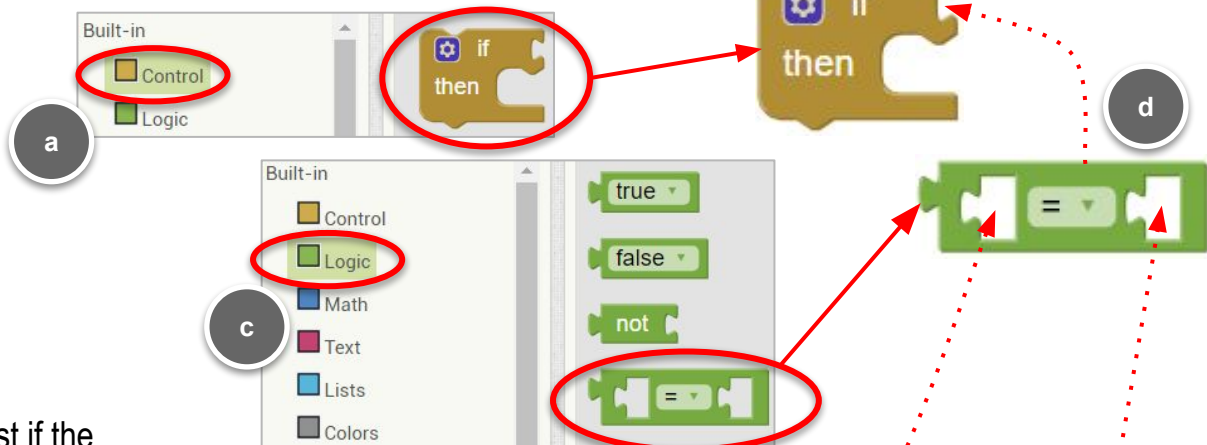 Built-in
Control
Logic
if
then
if
then
a
d
Built-in
Control
Logic
Math
Text
Lists
Colors
true
false
not
=
=
c
st if the